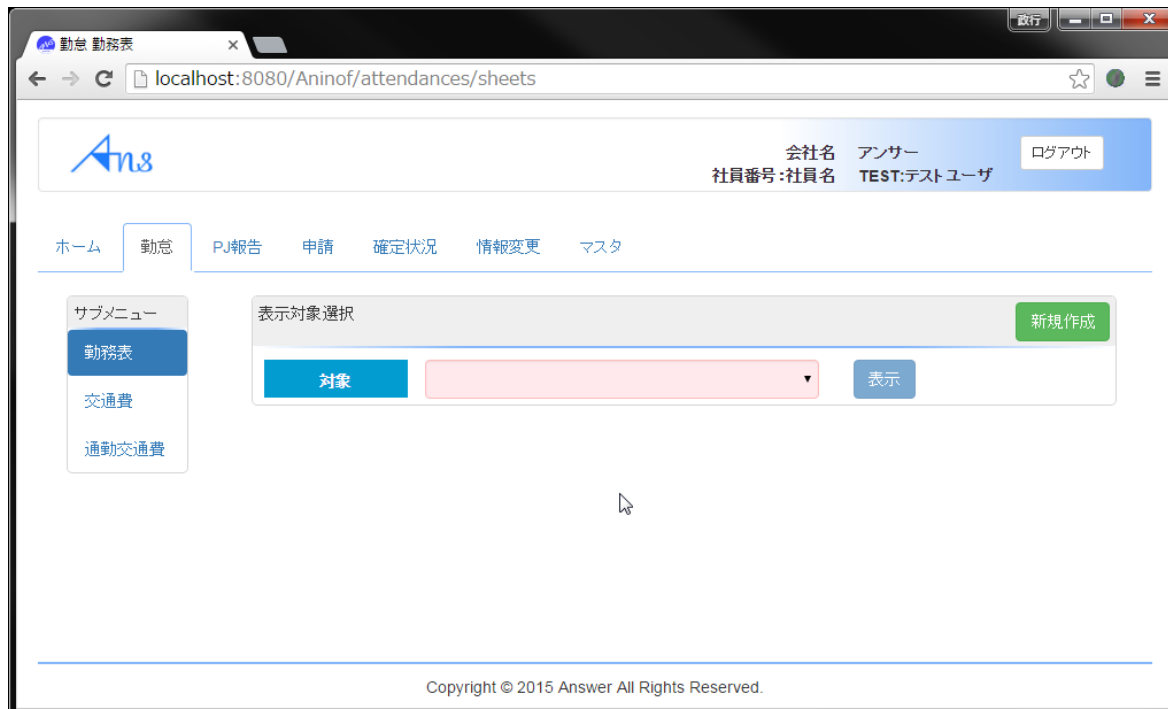 政行
勤怠 勤務表
localhost:8080/Aninof/attendances/sheets
Ans
会社名 アンサー
社員番号:社員名 TEST:テストユーザ
ログアウト
ホーム 勤怠 PJ報告 申請 確定状況 情報変更 マスタ
サブメニュー
勤務表
交通費
通勤交通費
表示対象選択
新規作成
対象
表示
Copyright © 2015 Answer All Rights Reserved.